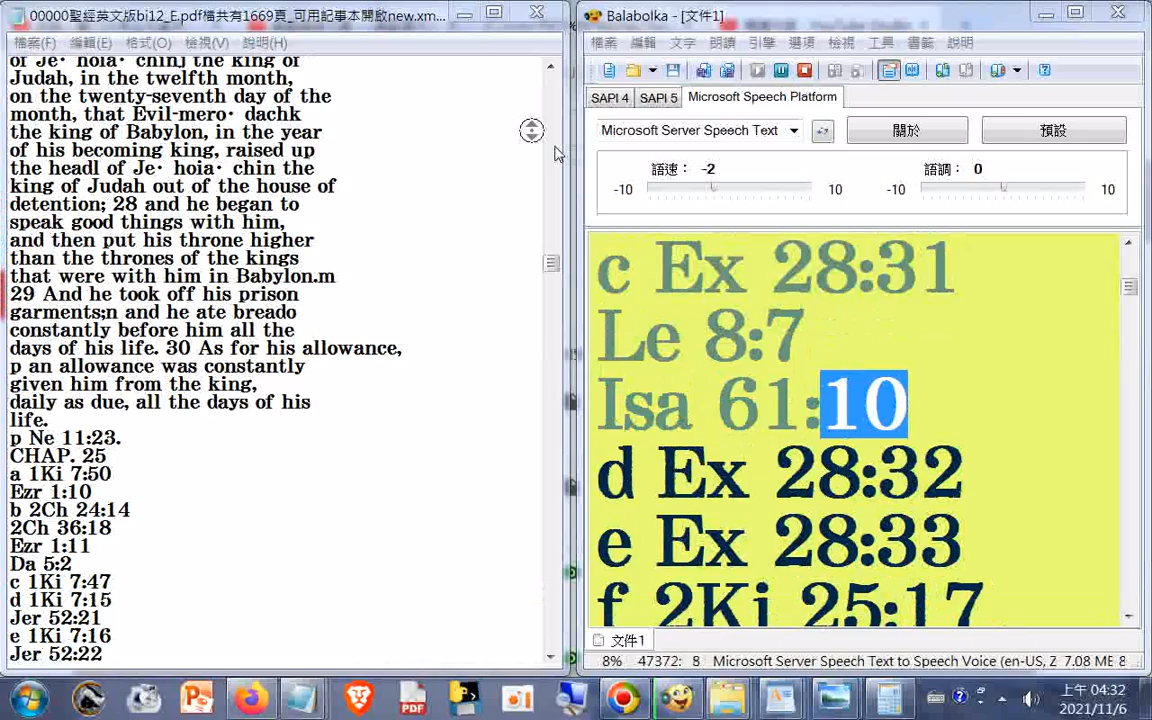 00000聖經英文版bi12_E.pdf檔共有1669頁_可用記事本開啟new.xm...
檔案(F) 編輯(E) 格式(O) 檢視(V) 說明(H)
of Je· hoia· chinj the king of
Judah, in the twelfth month,
on the twenty-seventh day of the
month, that Evil-mero· dachk
the king of Babylon, in the year
of his becoming king, raised up
the headl of Je· hoia· chin the
king of Judah out of the house of
detention; 28 and he began to
speak good things with him,
and then put his throne higher
than the thrones of the kings
that were with him in Babylon.m
29 And he took off his prison
garments;n and he ate breado
constantly before him all the
days of his life. 30 As for his allowance,
p an allowance was constantly
given him from the king,
daily as due, all the days of his
life.
p Ne 11:23.
CHAP. 25
a 1Ki 7:50
Ezr 1:10
b 2Ch 24:14
2Ch 36:18
Ezr 1:11
Da 5:2
c 1Ki 7:47
d 1Ki 7:15
Jer 52:21
e 1Ki 7:16
Jer 52:22
Balabolka - [文件1]
檔案 編輯 文字 朗讀 引擎 選項 檢視 工具 書籤 說明
SAPI 4 SAPI 5 Microsoft Speech Platform
Microsoft Server Speech Text 關於 預設
語速： -2 語調： 0
-10 10 -10 10
c Ex 28:31
Le 8:7
Isa 61:10
d Ex 28:32
e Ex 28:33
f 2Ki 25:17
文件1
8% 47372: 8 Microsoft Server Speech Text to Speech Voice (en-US, Z 7.08 MB 8
上午 04:32
2021/11/6